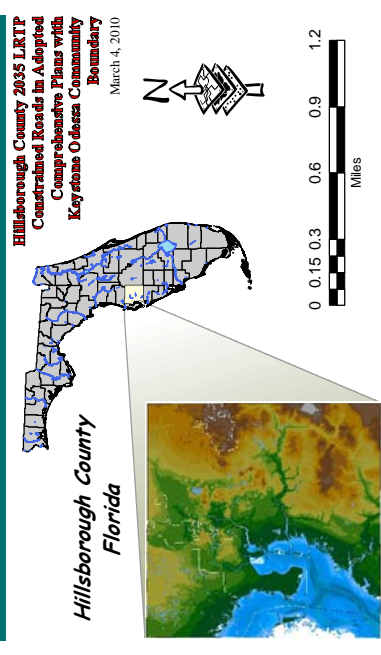 Hillsborough County 2035 LRTP
Constrained Roads in Adopted
Comprehensive Plans with
Keystone Odessa Community
Boundary
March 4, 2010
N
Hillsborough County
Florida
0 0.15 0.3 0.6 0.9 1.2
Miles